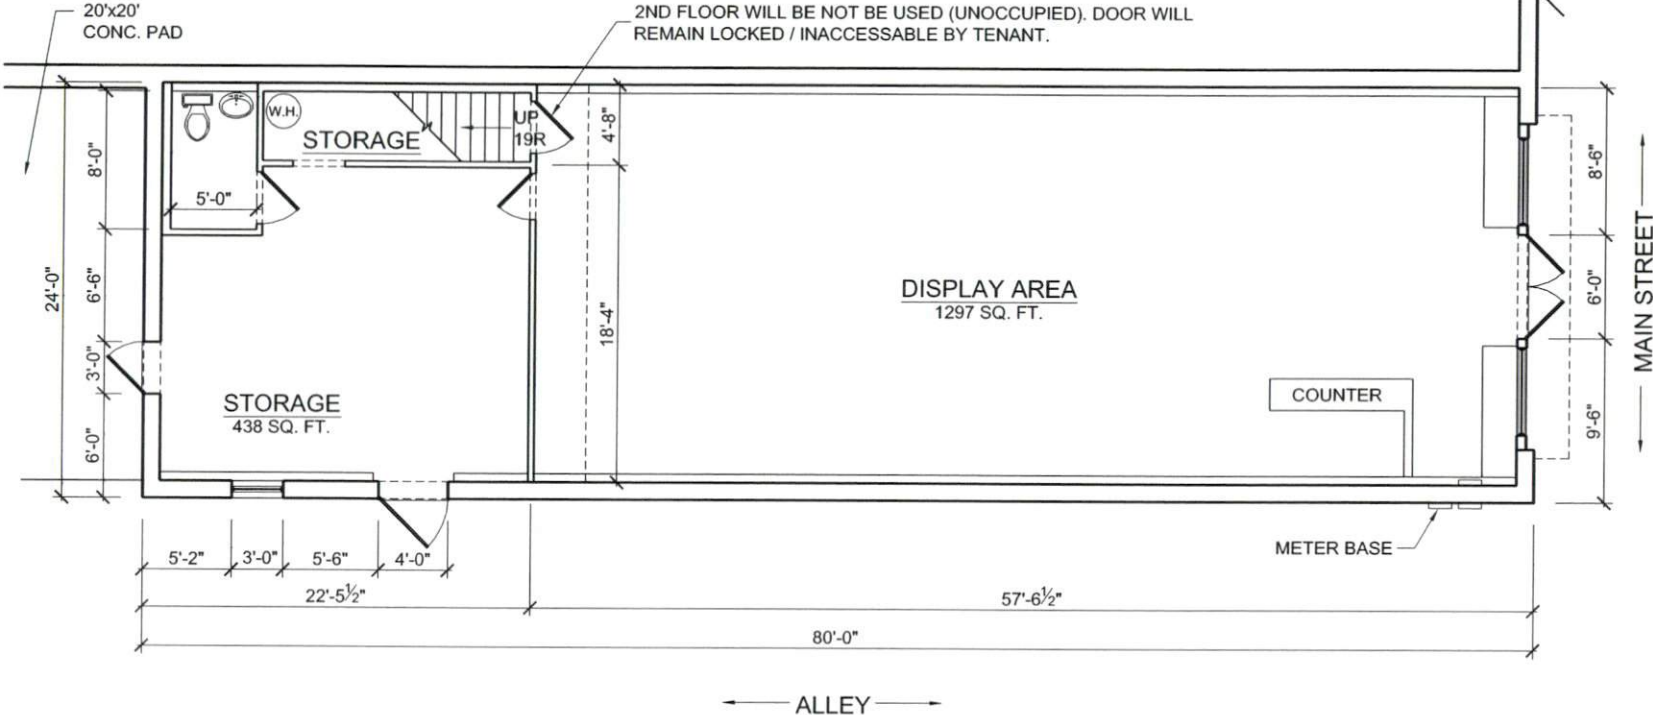 20'x20'
CONC. PAD
2ND FLOOR WILL BE NOT BE USED (UNOCCUPIED). DOOR WILL
REMAIN LOCKED / INACCESSABLE BY TENANT.
W.H.
STORAGE
UP
19R
4'-8"
8'-0"
5'-0"
8'-6"
24'-0"
6'-6"
18'-4"
DISPLAY AREA
1297 SQ. FT.
6'-0"
MAIN STREET
3'-0"
STORAGE
438 SQ. FT.
COUNTER
6'-0"
9'-6"
METER BASE
5'-2"
3'-0"
5'-6"
4'-0"
22'-5½"
57'-6½"
80'-0"
ALLEY